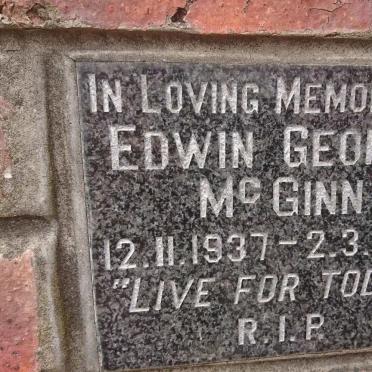 IN LOVING MEMO
EDWIN GEO
MCGINN
12.11.1937 - 2.3.
"LIVE FOR TOD
R.I.P.